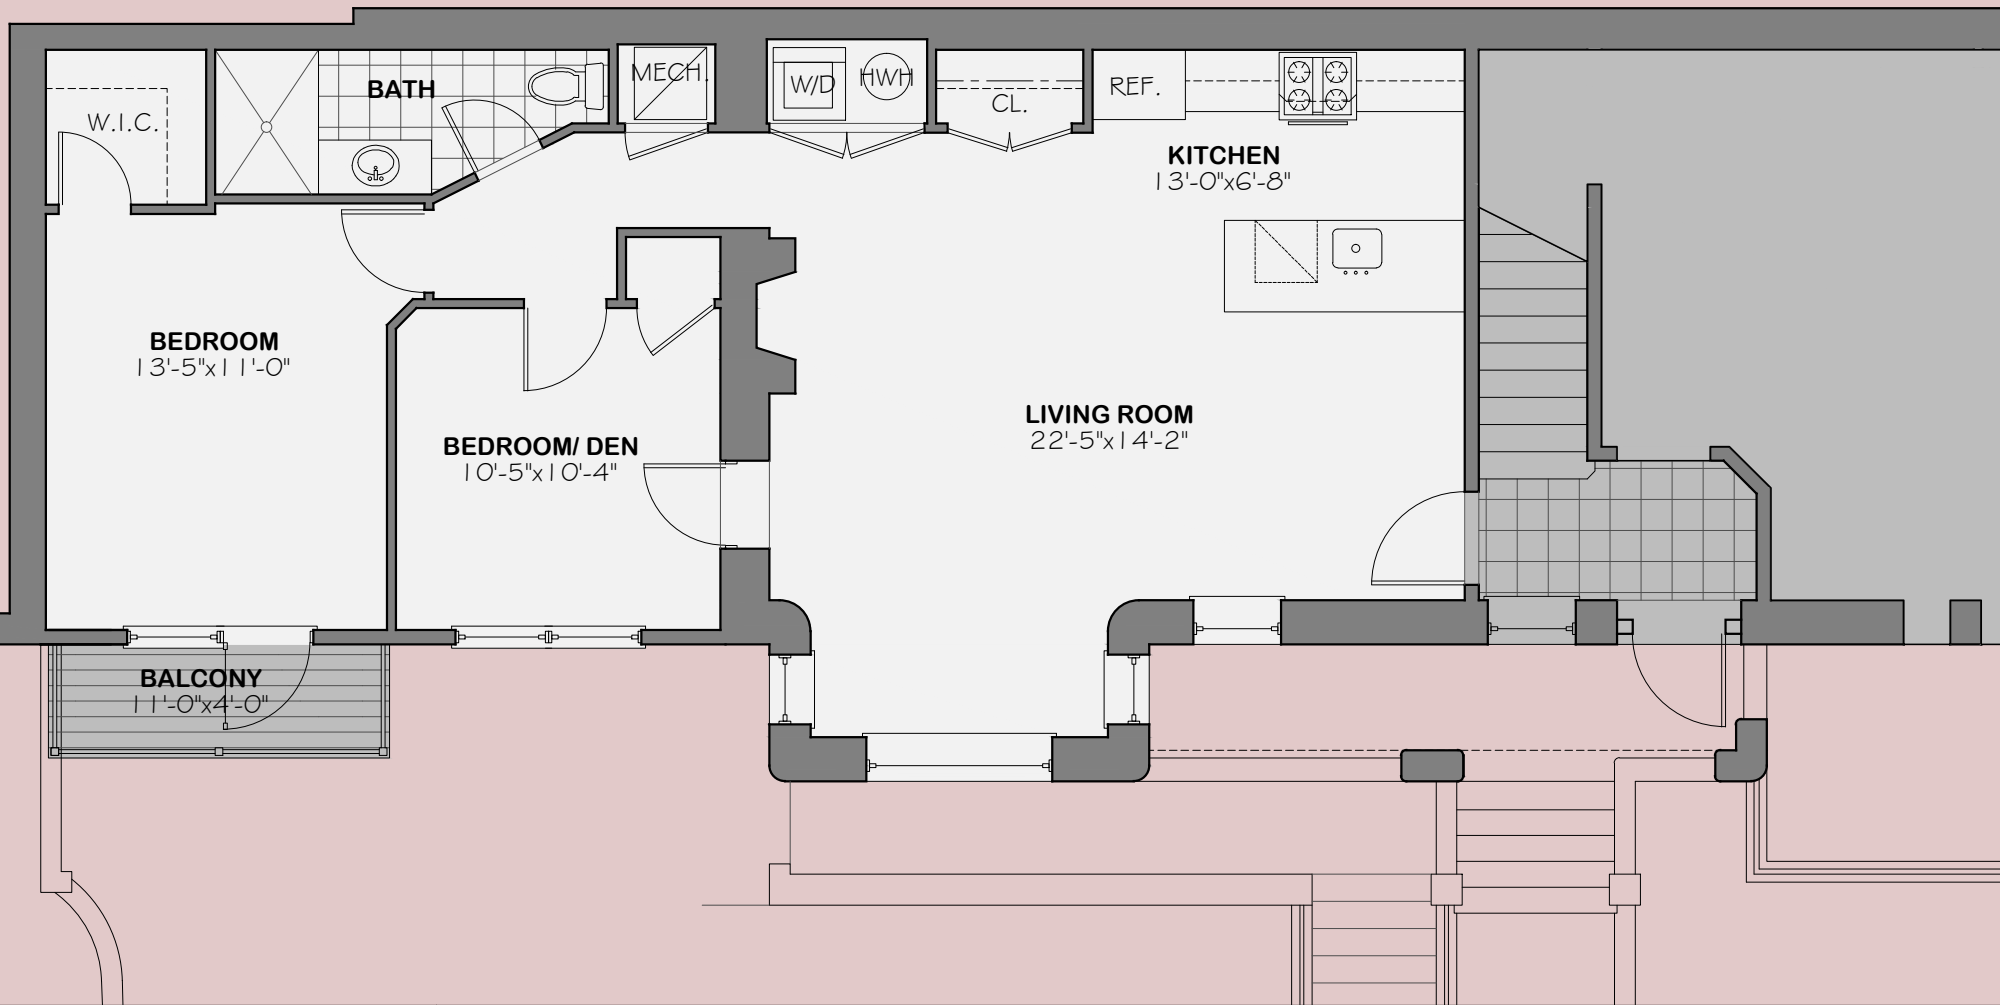 BATH
MECH.
W/D
HWH
CL.
REF.
W.I.C.
KITCHEN
13'-0"x6'-8"
BEDROOM
13'-5"x11'-0"
BEDROOM/ DEN
10'-5"x10'-4"
LIVING ROOM
22'-5"x14'-2"
BALCONY
11'-0"x4'-0"